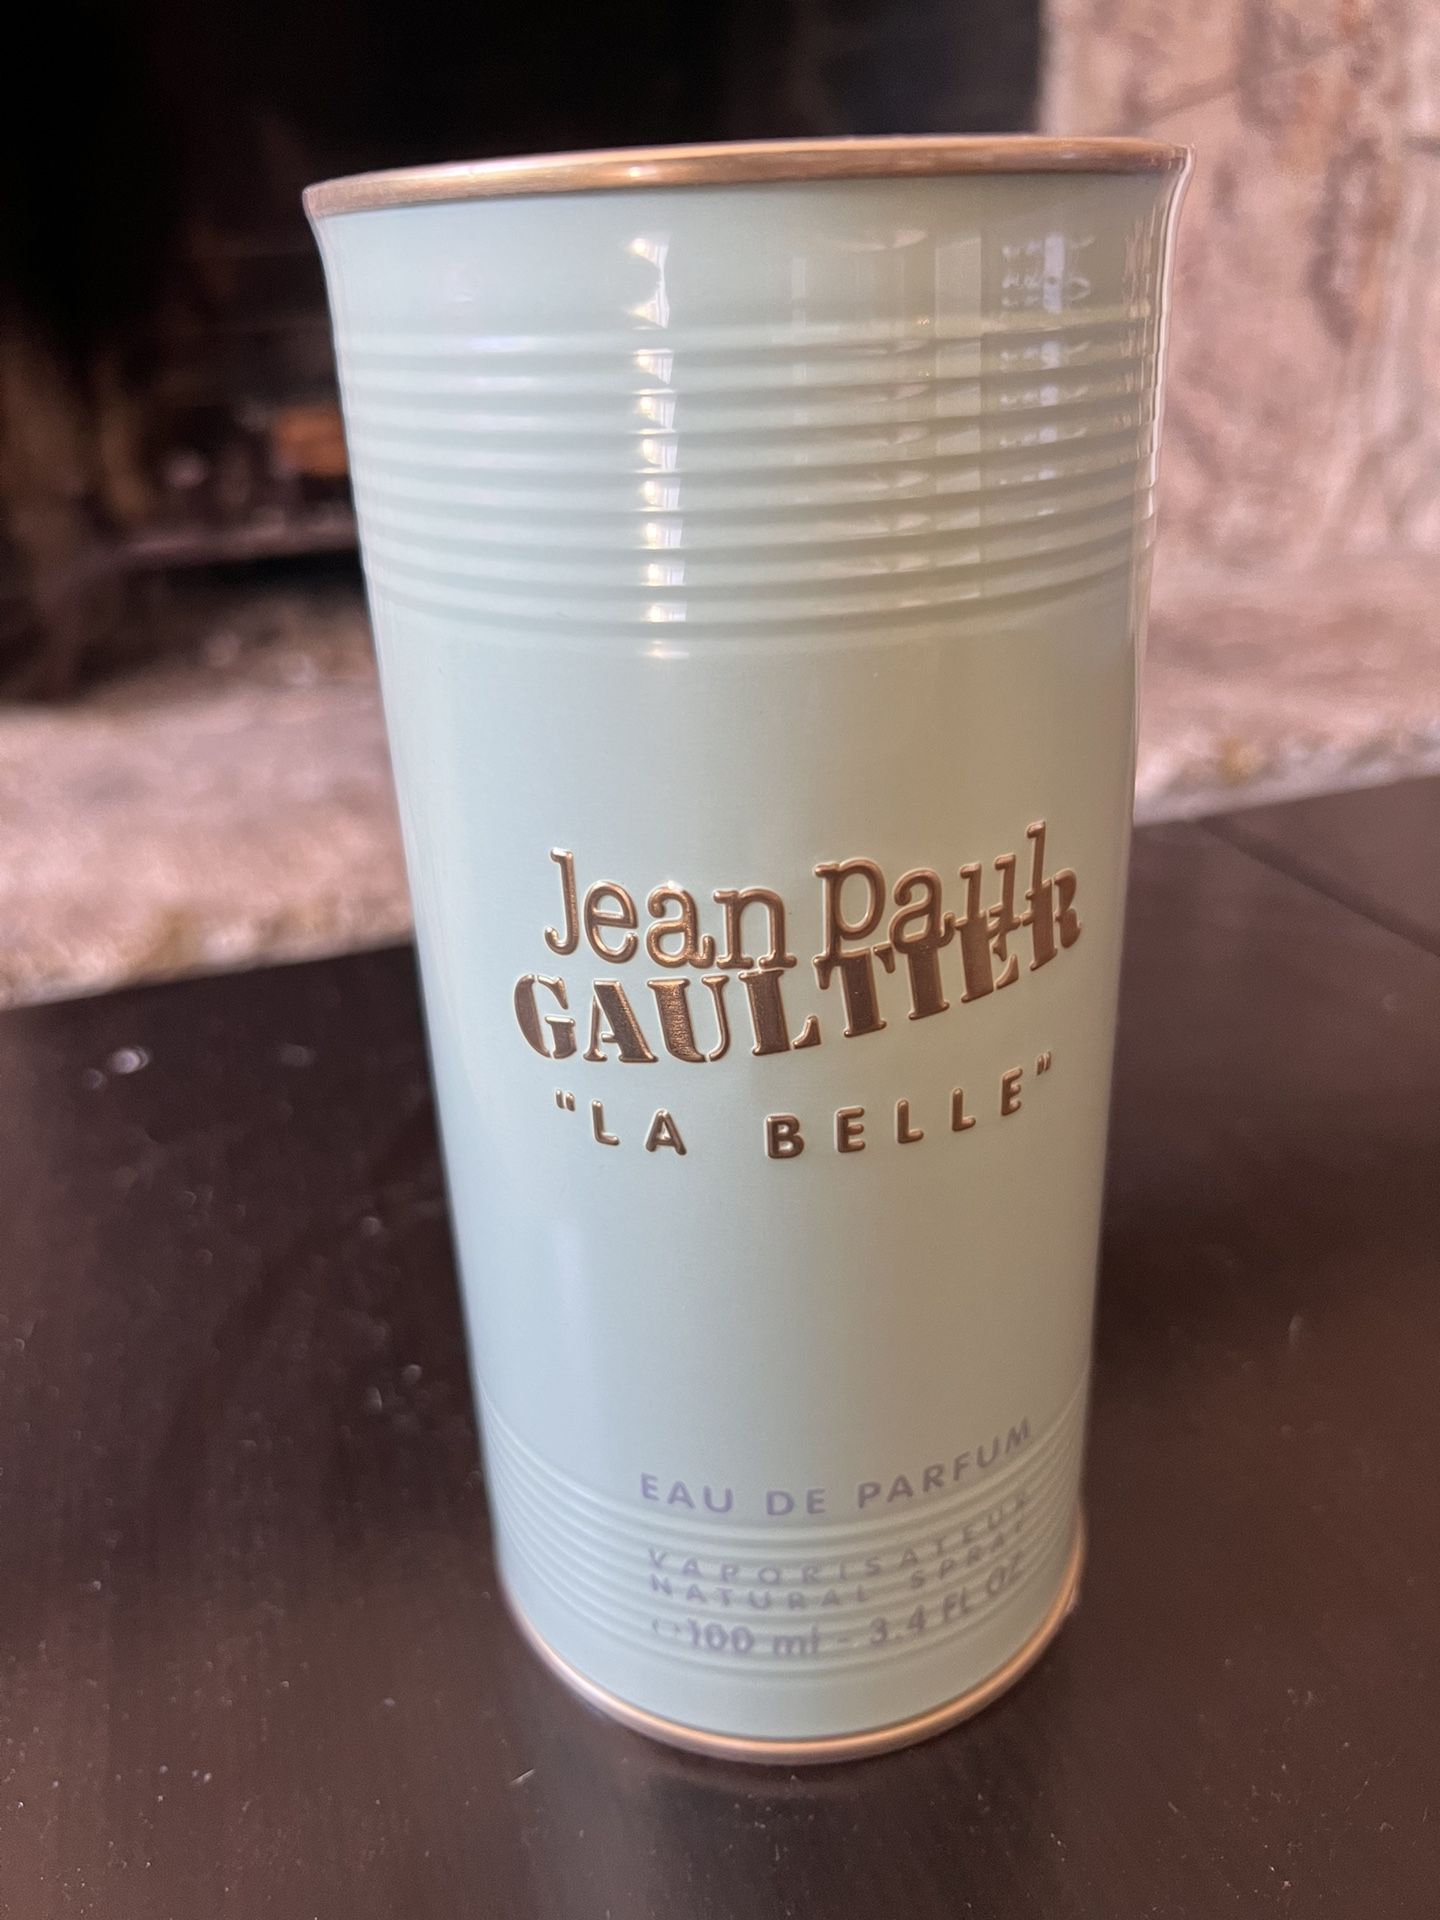 Jean Paul
GAULTIER
"LA BELLE"
EAU DE PARFUM
VAPORISATEUR
NATURAL SPRAY
℮100 ml - 3.4 FL OZ